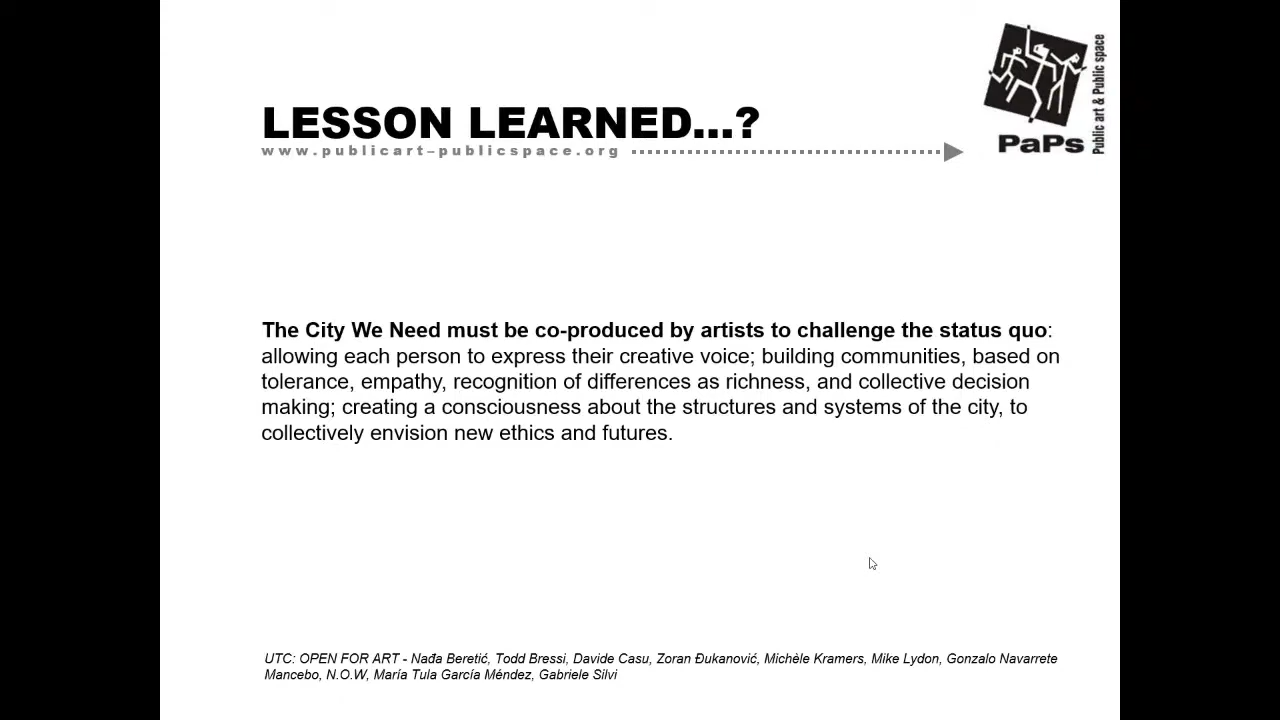 LESSON LEARNED...?
www.publicart–publicspace.org
PaPs
Public art & Public space
The City We Need must be co-produced by artists to challenge the status quo:
allowing each person to express their creative voice; building communities, based on
tolerance, empathy, recognition of differences as richness, and collective decision
making; creating a consciousness about the structures and systems of the city, to
collectively envision new ethics and futures.
UTC: OPEN FOR ART - Nađa Beretić, Todd Bressi, Davide Casu, Zoran Đukanović, Michèle Kramers, Mike Lydon, Gonzalo Navarrete
Mancebo, N.O.W, María Tula García Méndez, Gabriele Silvi